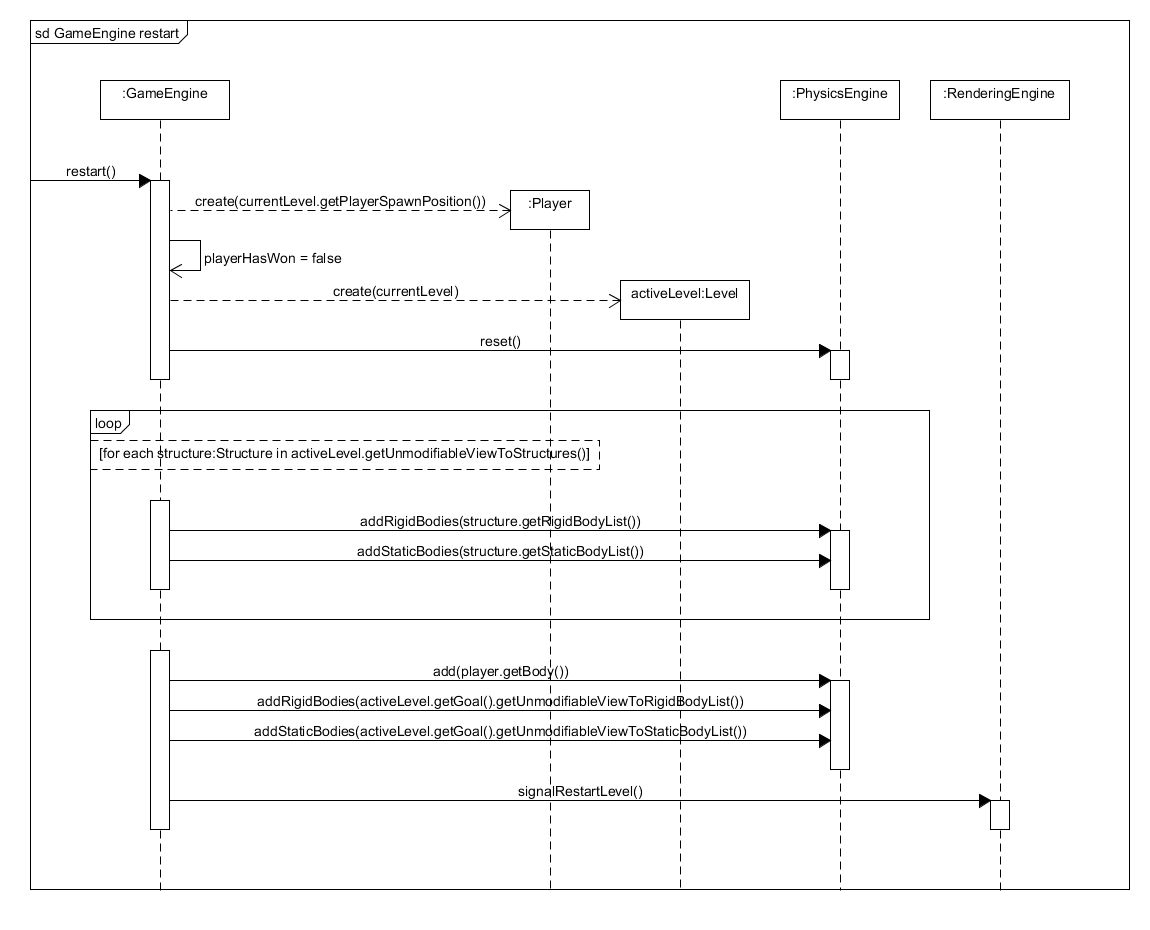 sd GameEngine restart
:GameEngine
:PhysicsEngine
:RenderingEngine
restart()
create(currentLevel.getPlayerSpawnPosition())
:Player
playerHasWon = false
create(currentLevel)
activeLevel:Level
reset()
loop
[for each structure:Structure in activeLevel.getUnmodifiableViewToStructures()]
addRigidBodies(structure.getRigidBodyList())
addStaticBodies(structure.getStaticBodyList())
add(player.getBody())
addRigidBodies(activeLevel.getGoal().getUnmodifiableViewToRigidBodyList())
addStaticBodies(activeLevel.getGoal().getUnmodifiableViewToStaticBodyList())
signalRestartLevel()